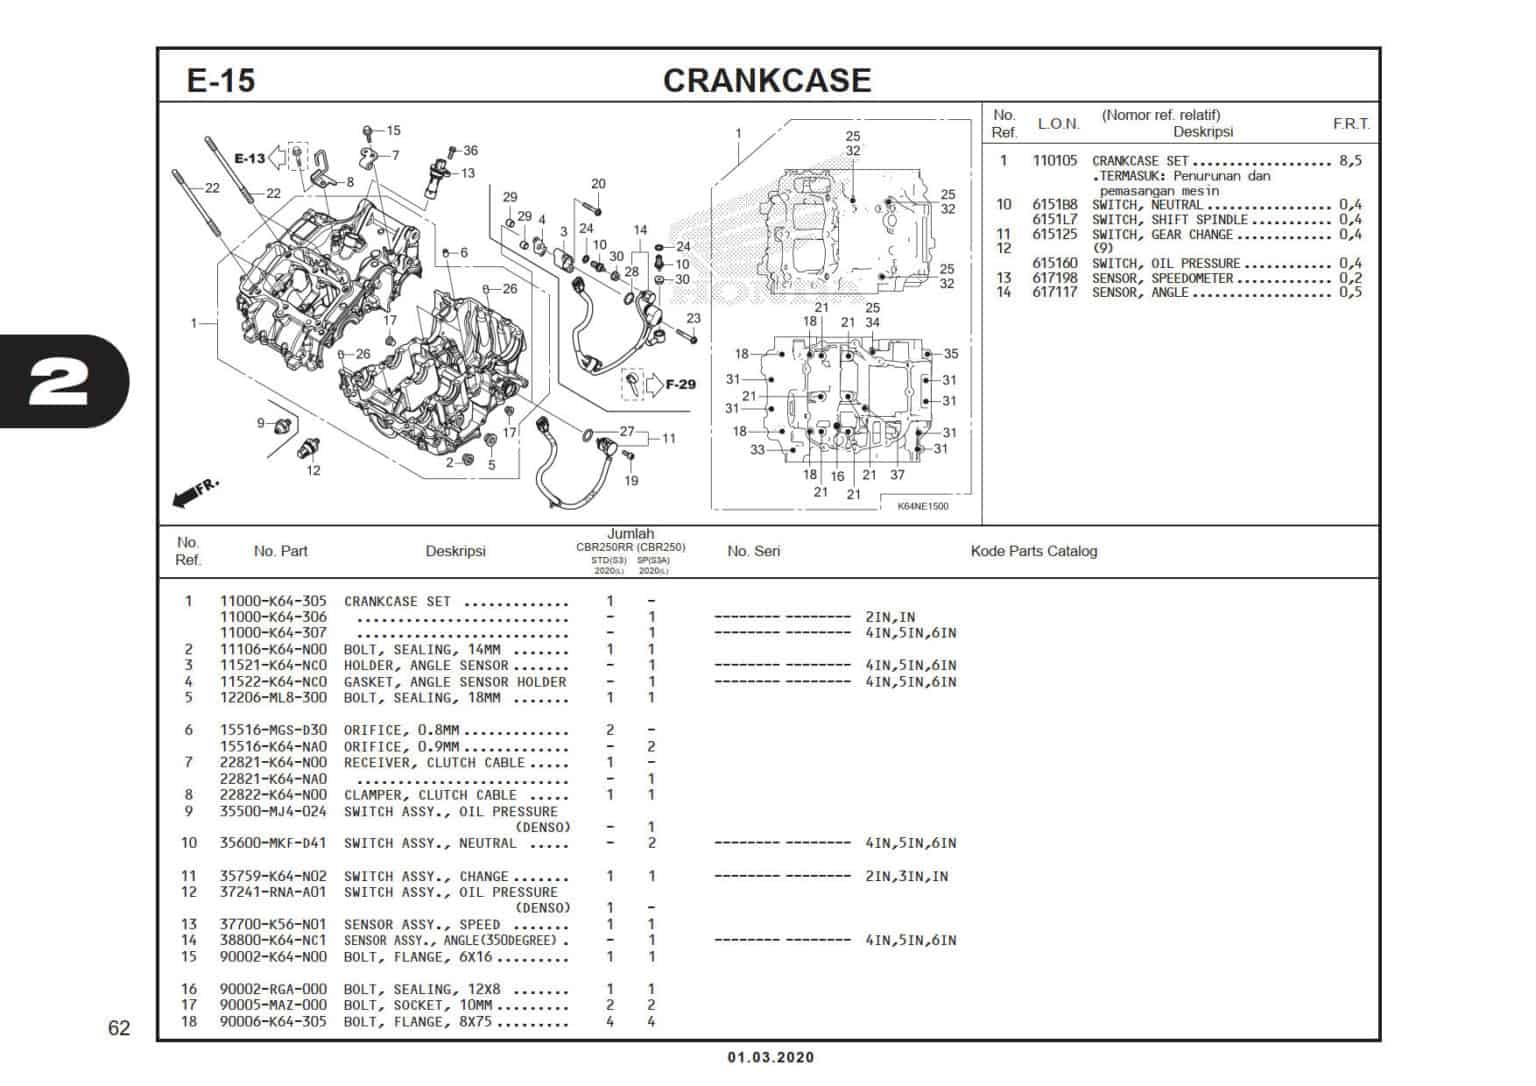 E-15
CRANKCASE
2
E-13
15
7
8
36
13
22
22
29
29
4
3
20
24
10
30
28
14
24
10
30
23
6
26
17
26
1
17
2
5
9
12
27
11
19
F-29
FR.
1
25
32
25
32
25
32
HONDA
21
18
21
25
34
18
35
31
31
21
31
31
18
31
33
31
18
16
21
37
21
21
K64NE1500
No. Ref. L.O.N. (Nomor ref. relatif) Deskripsi F.R.T.
1 110105 CRANKCASE SET .................. 8,5
.TERMASUK: Penurunan dan
pemasangan mesin
10 6151B8 SWITCH, NEUTRAL ................ 0,4
6151L7 SWITCH, SHIFT SPINDLE ........... 0,4
11 615125 SWITCH, GEAR CHANGE ............. 0,4
12 (9)
615160 SWITCH, OIL PRESSURE ............ 0,4
13 617198 SENSOR, SPEEDOMETER ............. 0,2
14 617117 SENSOR, ANGLE ................... 0,5
No. Ref. No. Part Deskripsi Jumlah No. Seri Kode Parts Catalog
CBR250RR (CBR250)
STD(S3) SP(S3A)
2020(L) 2020(L)
1 11000-K64-305 CRANKCASE SET ............. 1 -
11000-K64-306 ........................... - 1 -------- -------- 2IN,IN
11000-K64-307 ........................... - 1 -------- -------- 4IN,5IN,6IN
2 11106-K64-N00 BOLT, SEALING, 14MM ....... 1 1
3 11521-K64-NC0 HOLDER, ANGLE SENSOR ....... - 1 -------- -------- 4IN,5IN,6IN
4 11522-K64-NC0 GASKET, ANGLE SENSOR HOLDER - 1 -------- -------- 4IN,5IN,6IN
5 12206-ML8-300 BOLT, SEALING, 18MM ....... 1 1
6 15516-MGS-D30 ORIFICE, 0.8MM ............. 2 -
15516-K64-NA0 ORIFICE, 0.9MM ............. - 2
7 22821-K64-N00 RECEIVER, CLUTCH CABLE ..... 1 -
22821-K64-NA0 ........................... - 1
8 22822-K64-N00 CLAMPER, CLUTCH CABLE ..... 1 1
9 35500-MJ4-024 SWITCH ASSY., OIL PRESSURE
(DENSO) - 1
10 35600-MKF-D41 SWITCH ASSY., NEUTRAL ..... - 2 -------- -------- 4IN,5IN,6IN
11 35759-K64-N02 SWITCH ASSY., CHANGE ....... 1 1 -------- -------- 2IN,3IN,IN
12 37241-RNA-A01 SWITCH ASSY., OIL PRESSURE
(DENSO) 1 -
13 37700-K56-N01 SENSOR ASSY., SPEED ....... 1 1
14 38800-K64-NC1 SENSOR ASSY., ANGLE(350DEGREE) . - 1 -------- -------- 4IN,5IN,6IN
15 90002-K64-N00 BOLT, FLANGE, 6X16 ......... 1 1
16 90002-RGA-000 BOLT, SEALING, 12X8 ....... 1 1
17 90005-MAZ-000 BOLT, SOCKET, 10MM ......... 2 2
18 90006-K64-305 BOLT, FLANGE, 8X75 ......... 4 4
62
01.03.2020